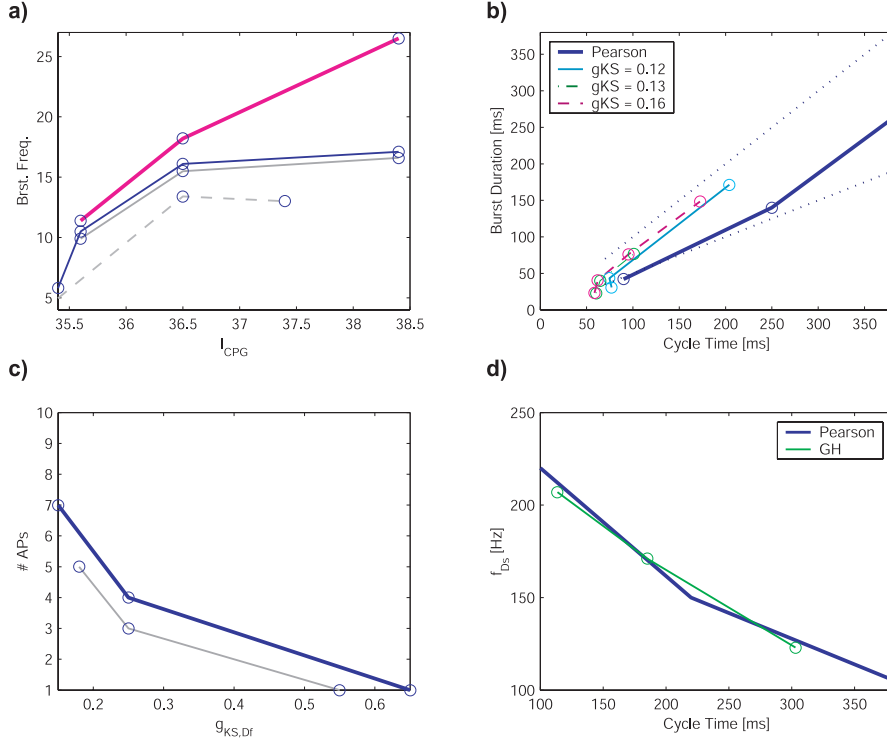 a)
Brst. Freq.
25
20
15
10
5
35.5 36 36.5 37 37.5 38 38.5
I_CPG
b)
Burst Duration [ms]
350
300
250
200
150
100
50
0
0 50 100 150 200 250 300 350
Cycle Time [ms]
Pearson
gKS = 0.12
gKS = 0.13
gKS = 0.16
c)
# APs
10
9
8
7
6
5
4
3
2
1
0.2 0.3 0.4 0.5 0.6
g_KS,Df
d)
f_Ds [Hz]
250
200
150
100
100 150 200 250 300 350
Cycle Time [ms]
Pearson
GH